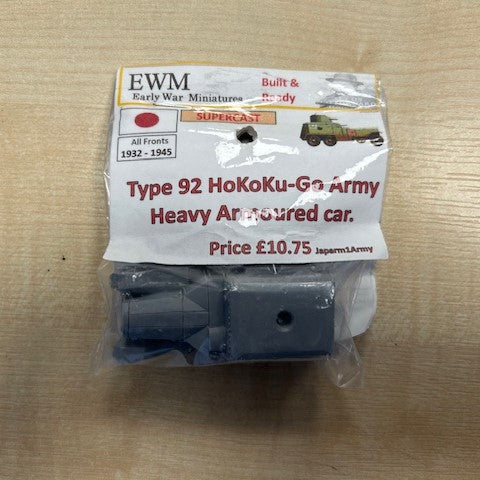 EWM
Early War Miniatures
Built &
Ready
SUPERCAST
All Fronts
1932 - 1945
Type 92 HoKoKu-Go Army
Heavy Armoured car.
Price £10.75 Japarm1Army